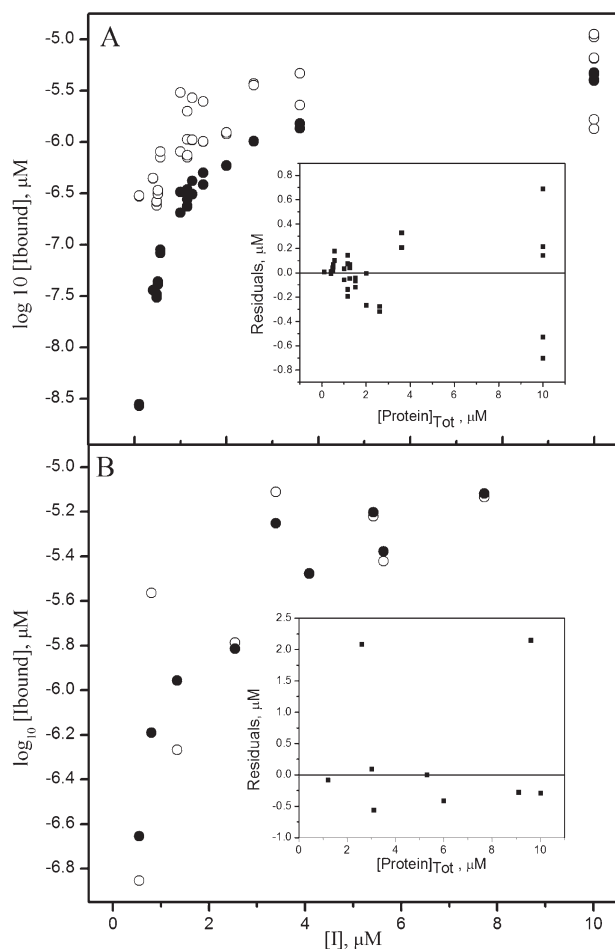 A
-5.0
-5.5
-6.0
-6.5
-7.0
-7.5
-8.0
-8.5
log 10 [Ibound], μM
0.8
0.6
0.4
0.2
0.0
-0.2
-0.4
-0.6
-0.8
Residuals, μM
0 2 4 6 8 10
[Protein]Tot , μM
B
-5.0
-5.2
-5.4
-5.6
-5.8
-6.0
-6.2
-6.4
-6.6
-6.8
log10 [Ibound], μM
2.5
2.0
1.5
1.0
0.5
0.0
-0.5
-1.0
Residuals, μM
0 2 4 6 8 10
[Protein]Tot , μM
0 2 4 6 8 10
[I], μM